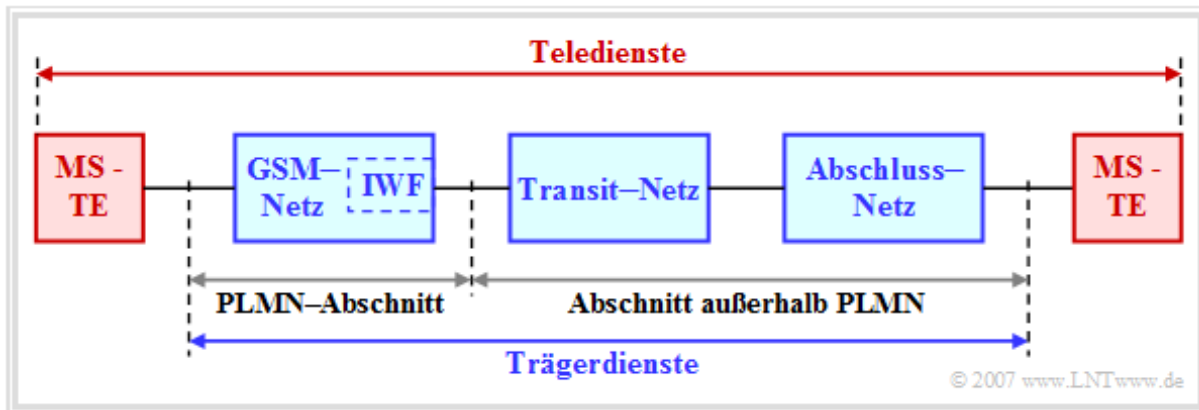 Teledienste
MS -
TE
GSM–
Netz
IWF
Transit–Netz
Abschluss–
Netz
MS -
TE
PLMN–Abschnitt
Abschnitt außerhalb PLMN
Trägerdienste
© 2007 www.LNTwww.de